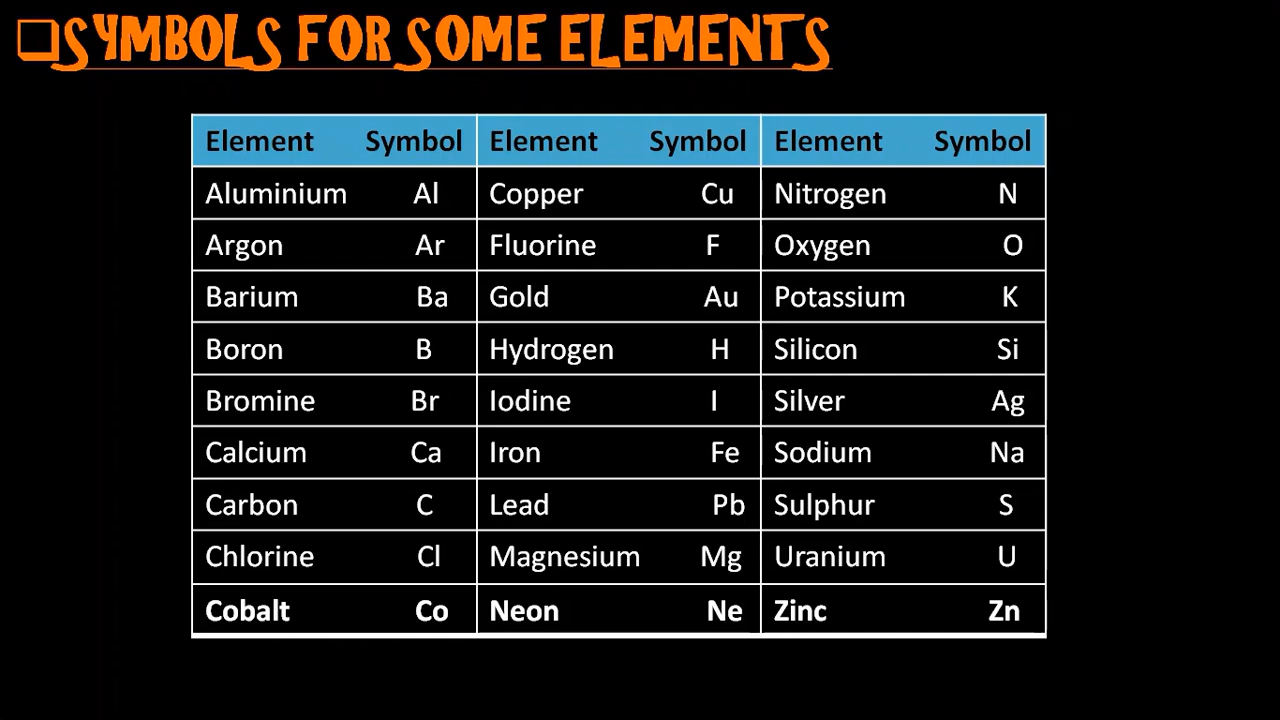 SYMBOLS FOR SOME ELEMENTS
Element Symbol Element Symbol Element Symbol
Aluminium Al Copper Cu Nitrogen N
Argon Ar Fluorine F Oxygen O
Barium Ba Gold Au Potassium K
Boron B Hydrogen H Silicon Si
Bromine Br Iodine I Silver Ag
Calcium Ca Iron Fe Sodium Na
Carbon C Lead Pb Sulphur S
Chlorine Cl Magnesium Mg Uranium U
Cobalt Co Neon Ne Zinc Zn